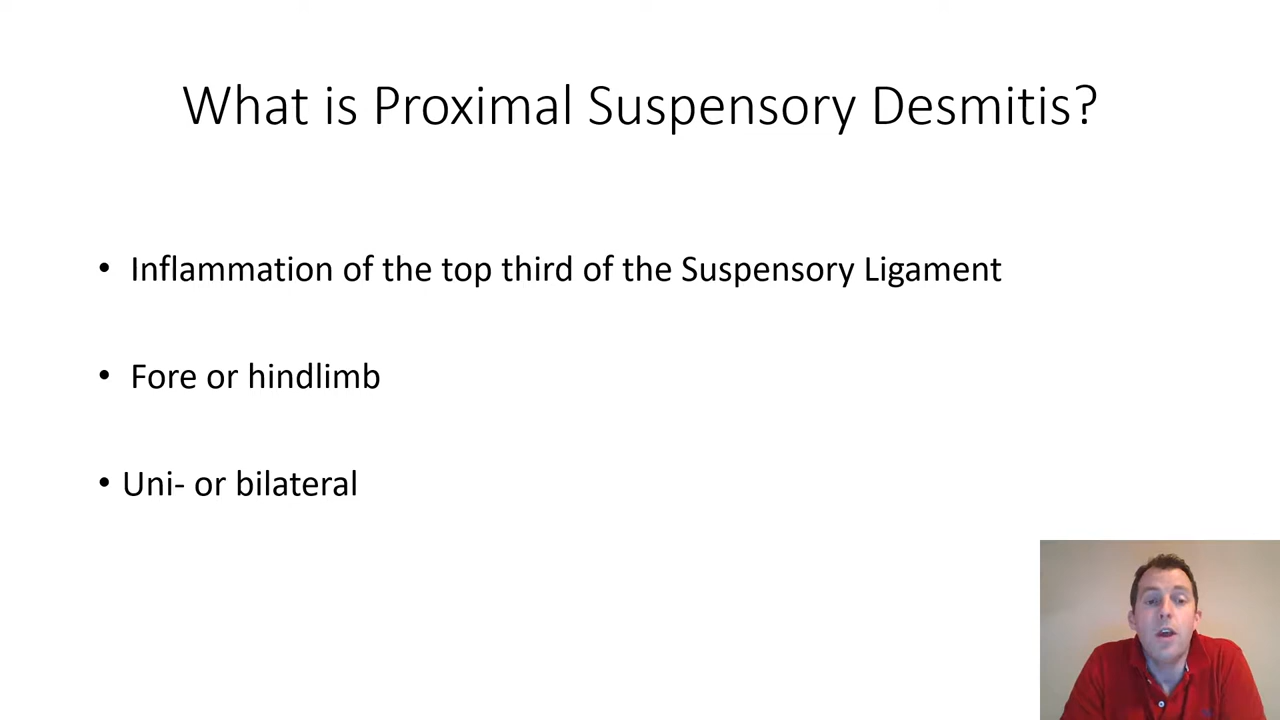 What is Proximal Suspensory Desmitis?
• Inflammation of the top third of the Suspensory Ligament
• Fore or hindlimb
• Uni- or bilateral